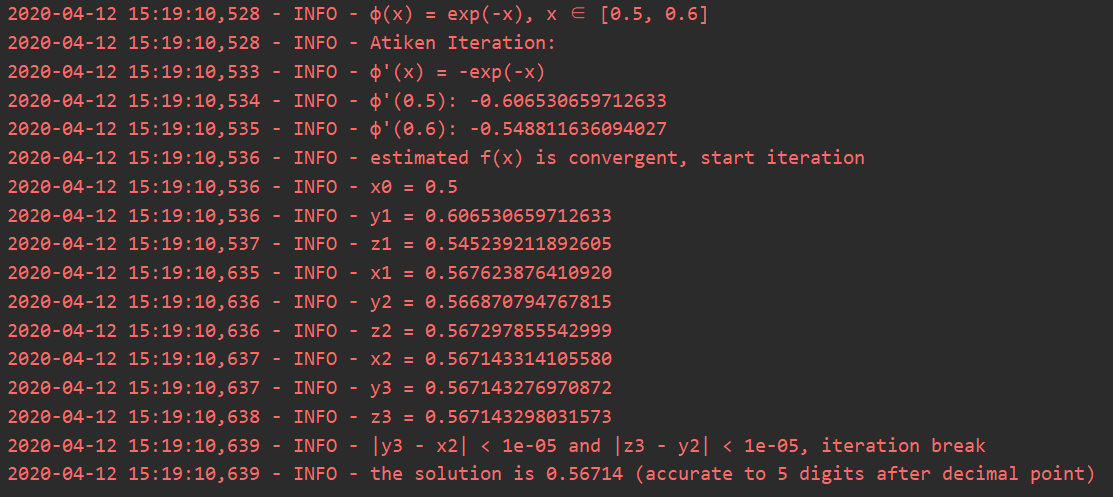 2020-04-12 15:19:10,528 - INFO - ϕ(x) = exp(-x), x ∈ [0.5, 0.6]
2020-04-12 15:19:10,528 - INFO - Atiken Iteration:
2020-04-12 15:19:10,533 - INFO - ϕ'(x) = -exp(-x)
2020-04-12 15:19:10,534 - INFO - ϕ'(0.5): -0.606530659712633
2020-04-12 15:19:10,535 - INFO - ϕ'(0.6): -0.548811636094027
2020-04-12 15:19:10,536 - INFO - estimated f(x) is convergent, start iteration
2020-04-12 15:19:10,536 - INFO - x0 = 0.5
2020-04-12 15:19:10,536 - INFO - y1 = 0.606530659712633
2020-04-12 15:19:10,537 - INFO - z1 = 0.545239211892605
2020-04-12 15:19:10,635 - INFO - x1 = 0.567623876410920
2020-04-12 15:19:10,636 - INFO - y2 = 0.566870794767815
2020-04-12 15:19:10,636 - INFO - z2 = 0.567297855542999
2020-04-12 15:19:10,637 - INFO - x2 = 0.567143314105580
2020-04-12 15:19:10,637 - INFO - y3 = 0.567143276970872
2020-04-12 15:19:10,638 - INFO - z3 = 0.567143298031573
2020-04-12 15:19:10,639 - INFO - |y3 - x2| < 1e-05 and |z3 - y2| < 1e-05, iteration break
2020-04-12 15:19:10,639 - INFO - the solution is 0.56714 (accurate to 5 digits after decimal point)